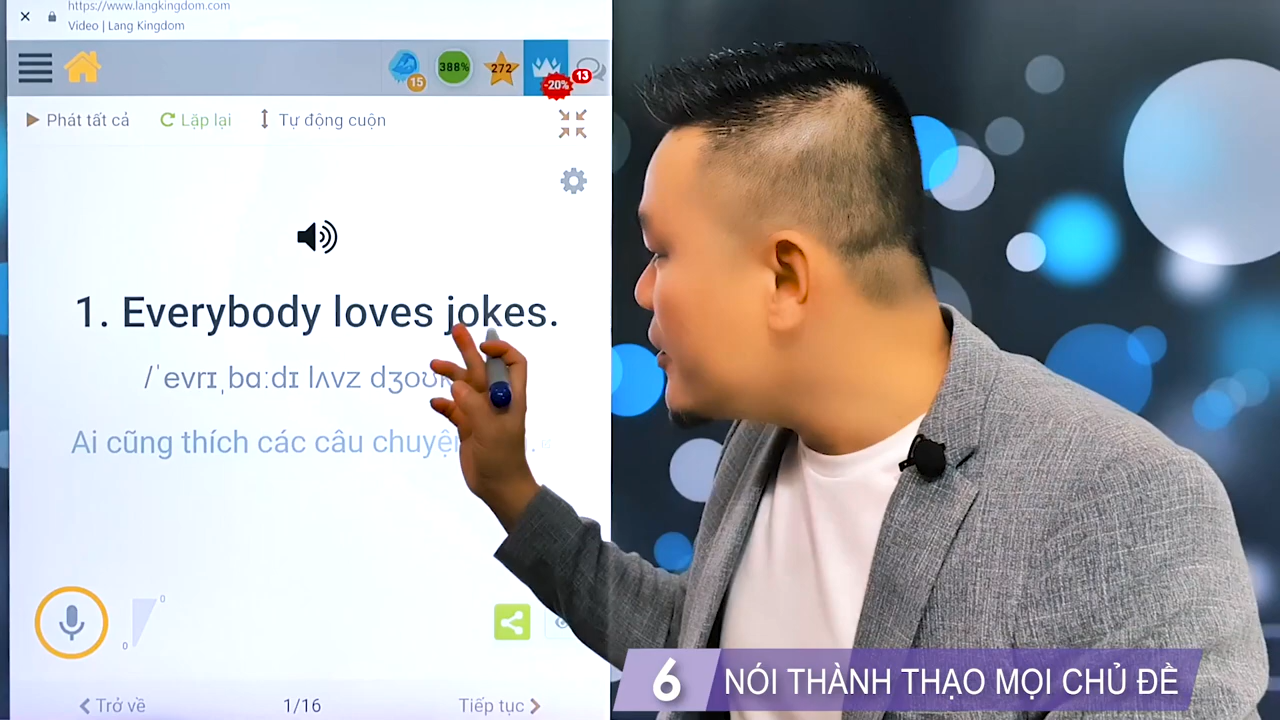 https://www.langkingdom.com
Video | Lang Kingdom
15
388%
272
-20%
13
Phát tất cả
Lặp lại
Tự động cuộn
1. Everybody loves jokes.
/ˈevrɪˌbɑːdɪ lʌvz dʒoʊ
Ai cũng thích các câu
0
0
Trở về
1/16
Tiếp tục
6 NÓI THÀNH THẠO MỌI CHỦ ĐỀ